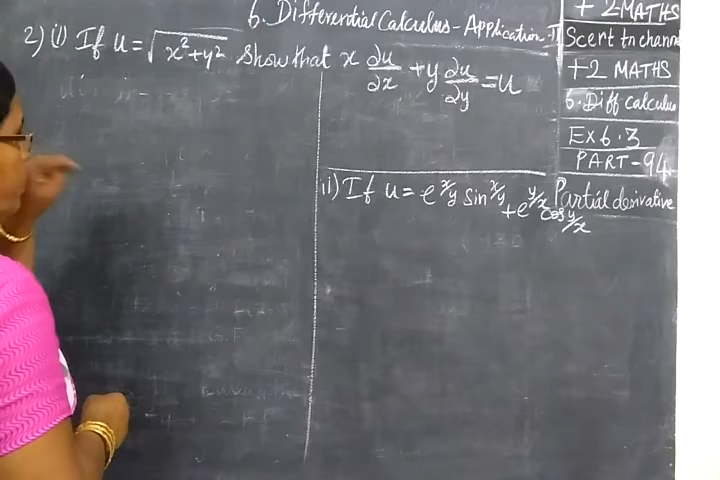 6. Differential Calculus - Application - II
2) (i) If u = √x²+y² show that x ∂u/∂x + y ∂u/∂y = u
ii) If u = e^x/y sin x/y + e^y/x cos y/x
+2 MATHS
Scert tn channe
+2 MATHS
6. Diff calculus
Ex 6.3
PART-94
Partial derivative